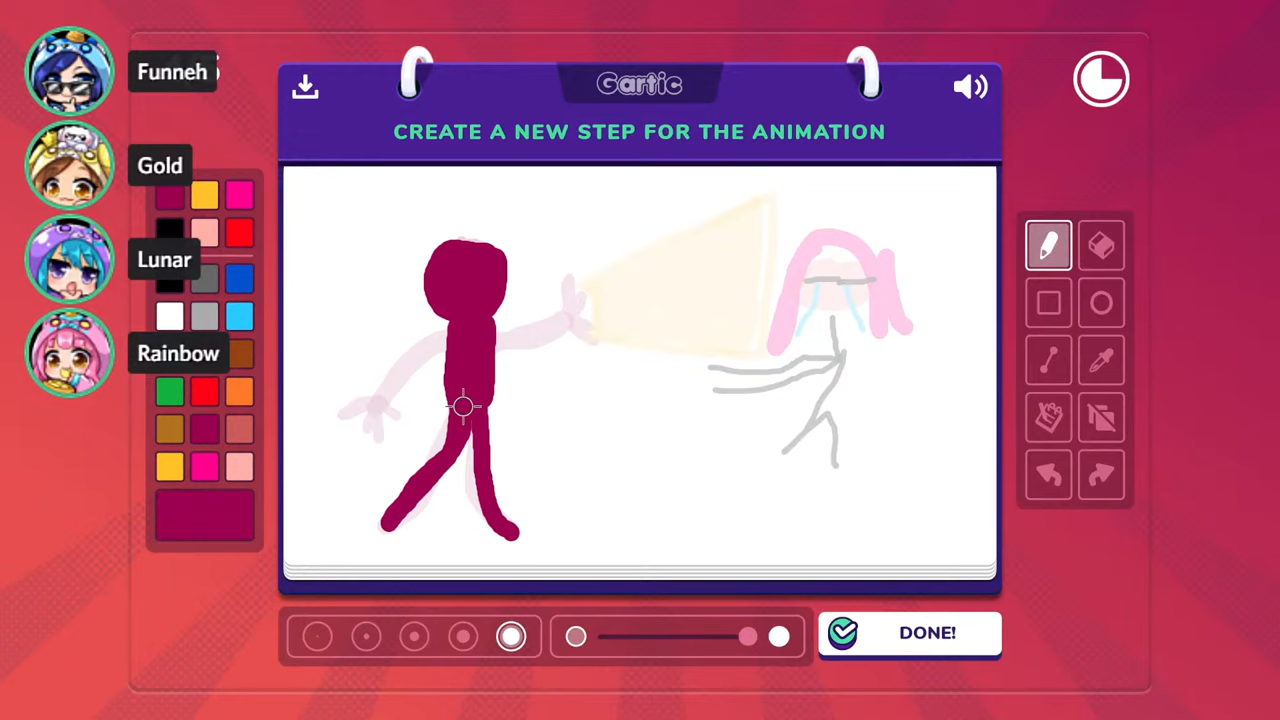 Funneh
Gartic
CREATE A NEW STEP FOR THE ANIMATION
Gold
Lunar
Rainbow
DONE!